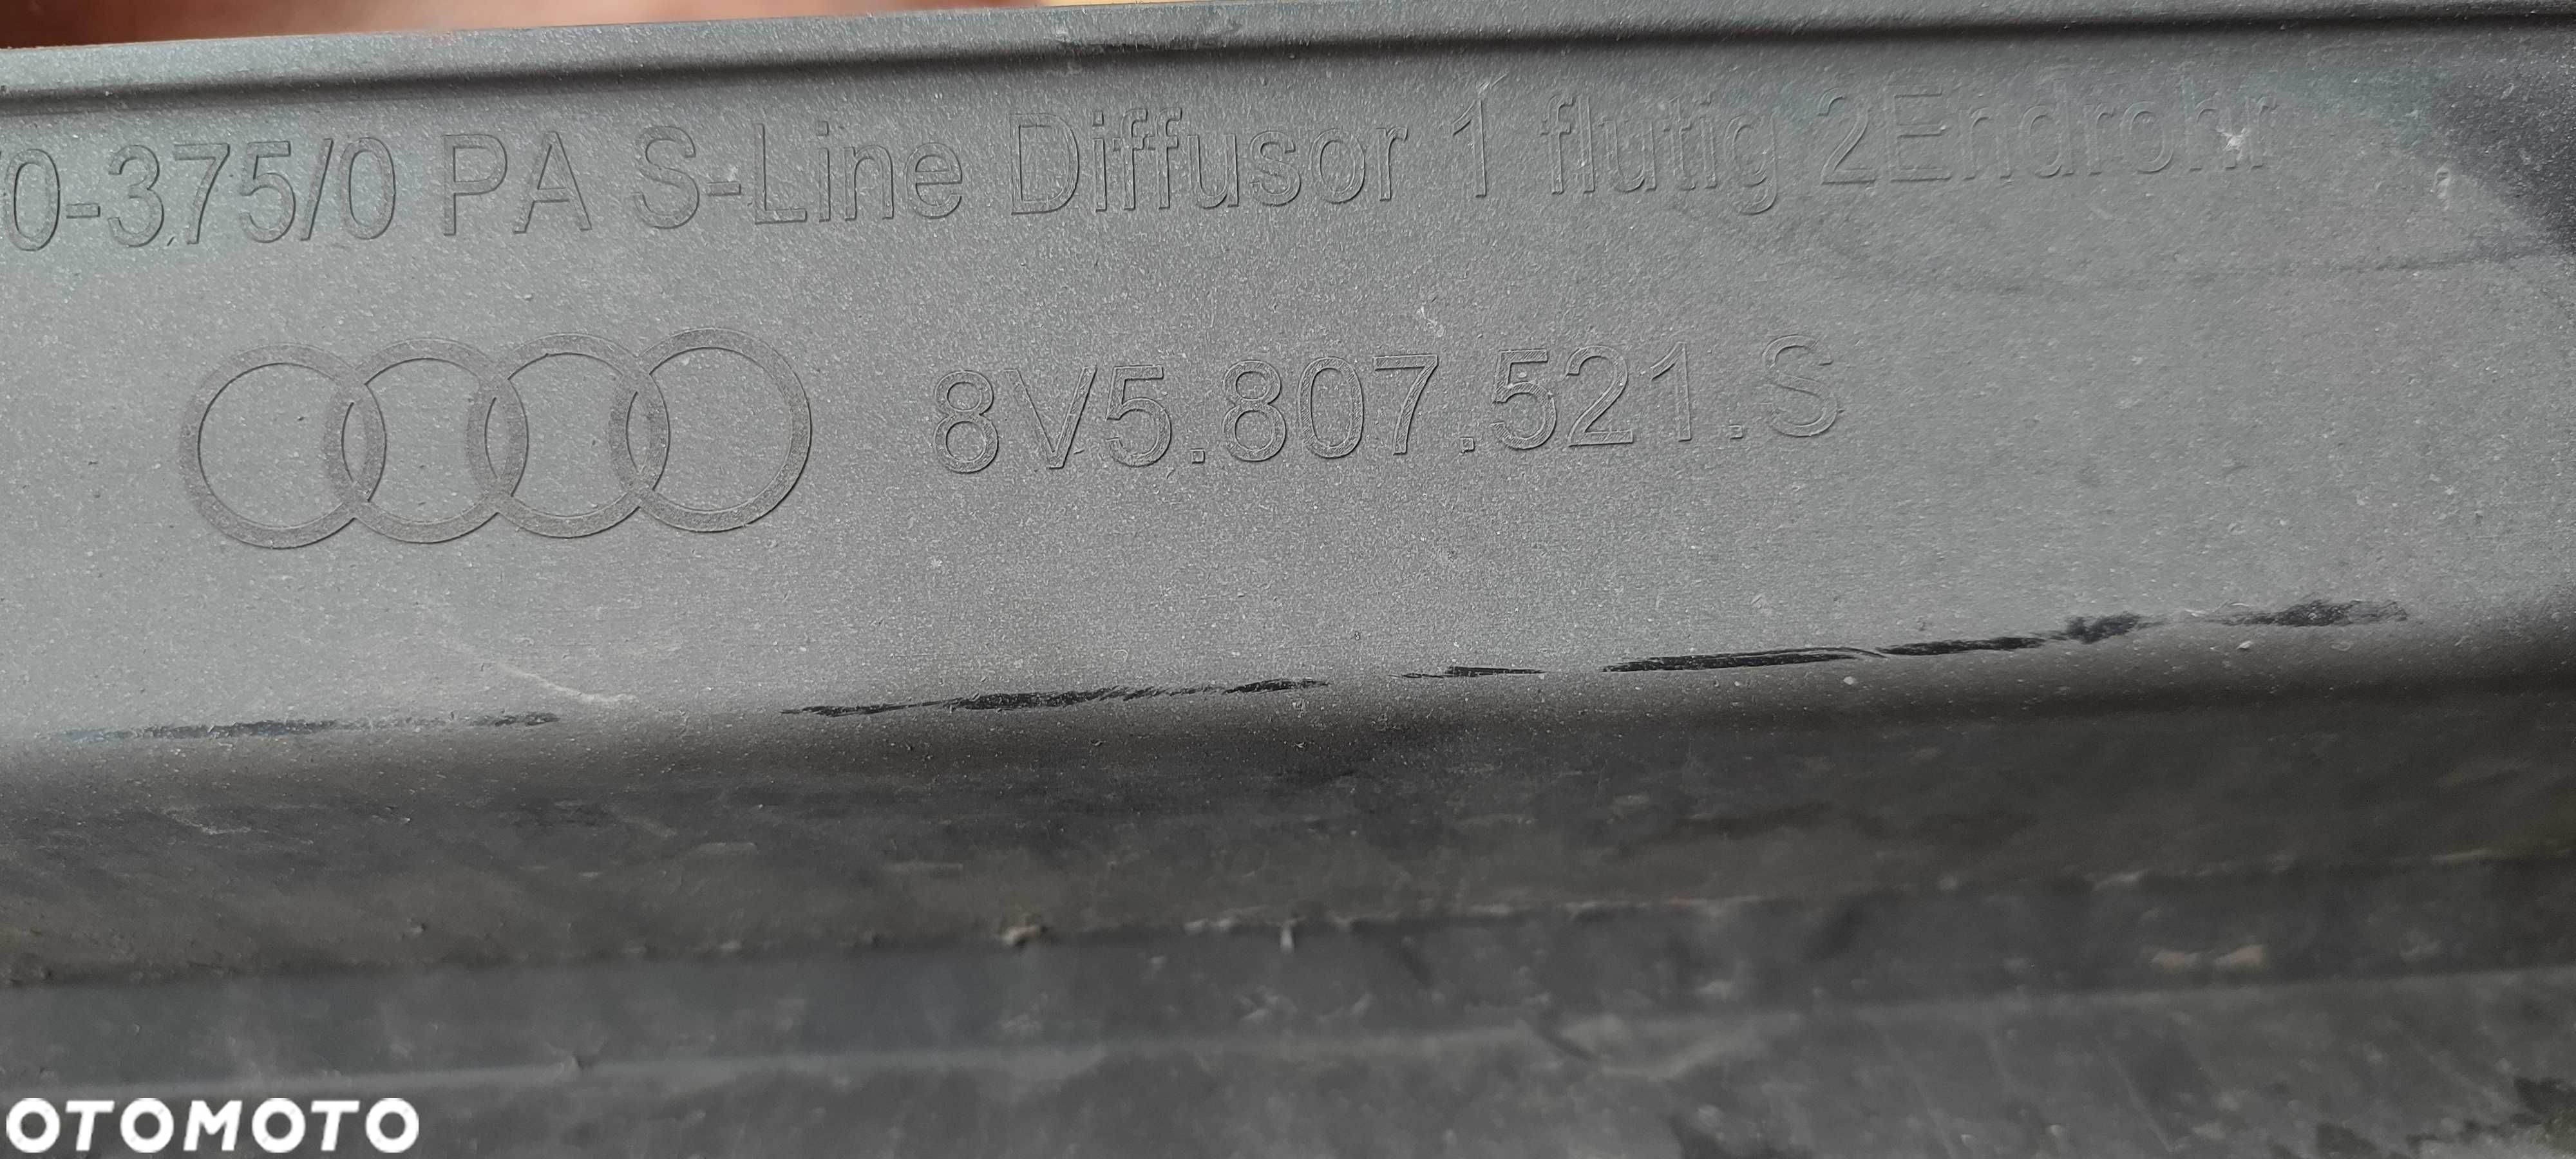 /0-375/0 PA S-Line Diffusor 1 flutig 2Endrohr
8V5.807.521.S
OTOMOTO